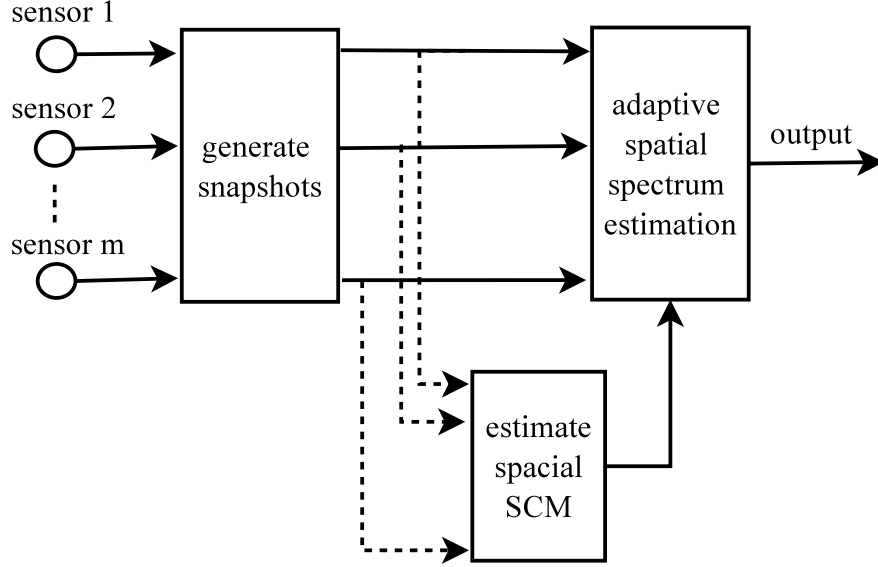 sensor 1
sensor 2
sensor m
generate
snapshots
adaptive
spatial
spectrum
estimation
output
estimate
spacial
SCM